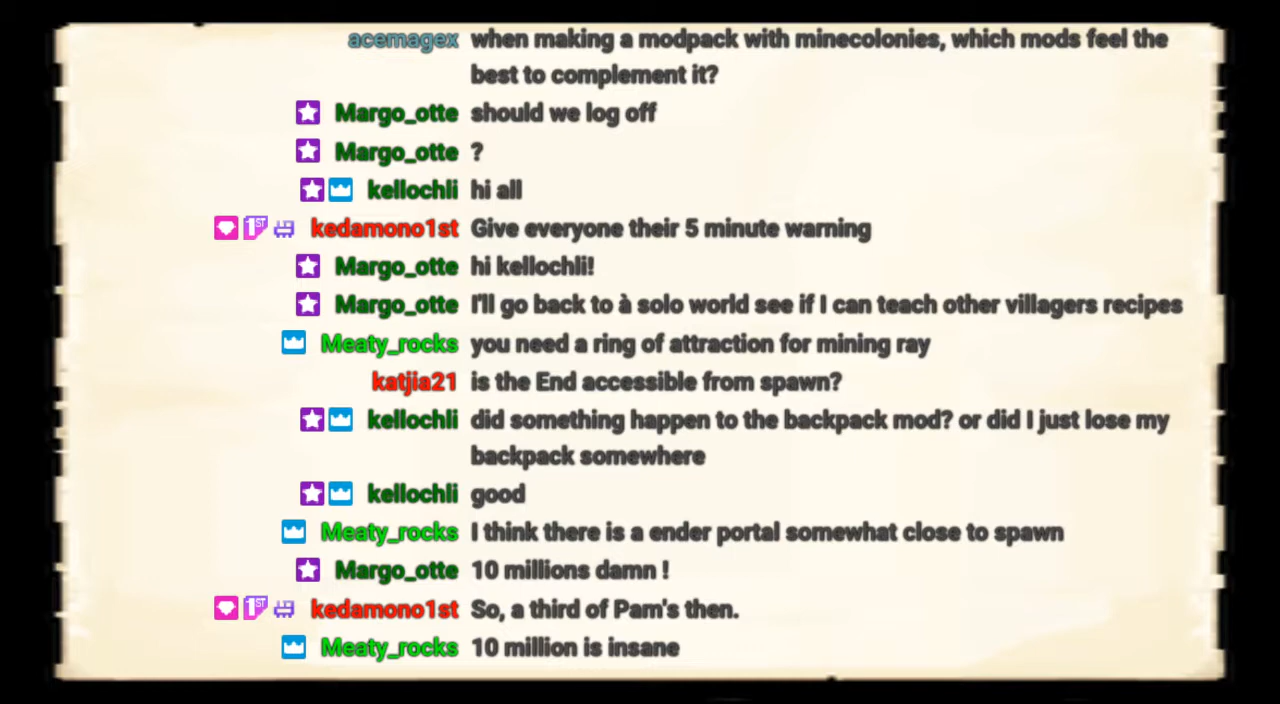 acemagex when making a modpack with minecolonies, which mods feel the
best to complement it?
Margo_otte should we log off
Margo_otte ?
kellochli hi all
1ST kedamono1st Give everyone their 5 minute warning
Margo_otte hi kellochli!
Margo_otte I'll go back to à solo world see if I can teach other villagers recipes
Meaty_rocks you need a ring of attraction for mining ray
katjia21 is the End accessible from spawn?
kellochli did something happen to the backpack mod? or did I just lose my
backpack somewhere
kellochli good
Meaty_rocks I think there is a ender portal somewhat close to spawn
Margo_otte 10 millions damn !
1ST kedamono1st So, a third of Pam's then.
Meaty_rocks 10 million is insane